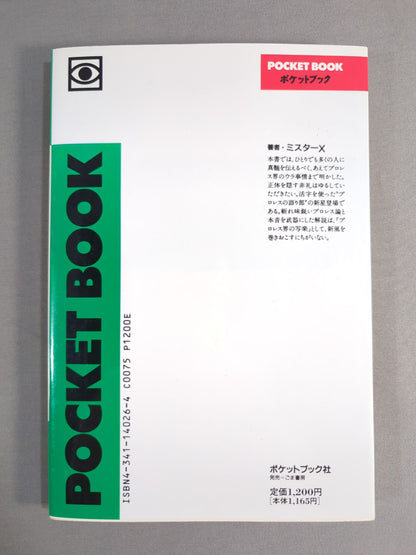 POCKET BOOK
ポケットブック
著者・ミスターX
本書では、ひとりでも多くの人に
真髄を伝えるべく、あえてプロレ
ス界のウラ事情まで明かした。
正体を隠す非礼はゆるしてい
ただきたい。活字を使った“プ
ロレスの語り部”の新星登場で
ある。斬れ味鋭いプロレス論と
本音を武器にした解説は、「プ
ロレス界の写楽」として、新風を
巻きおこすにちがいない。
POCKET BOOK
ISBN4-341-14026-4 C0075 P1200E
ポケットブック社
発売=ごま書房
定価1,200円
[本体1,165円]